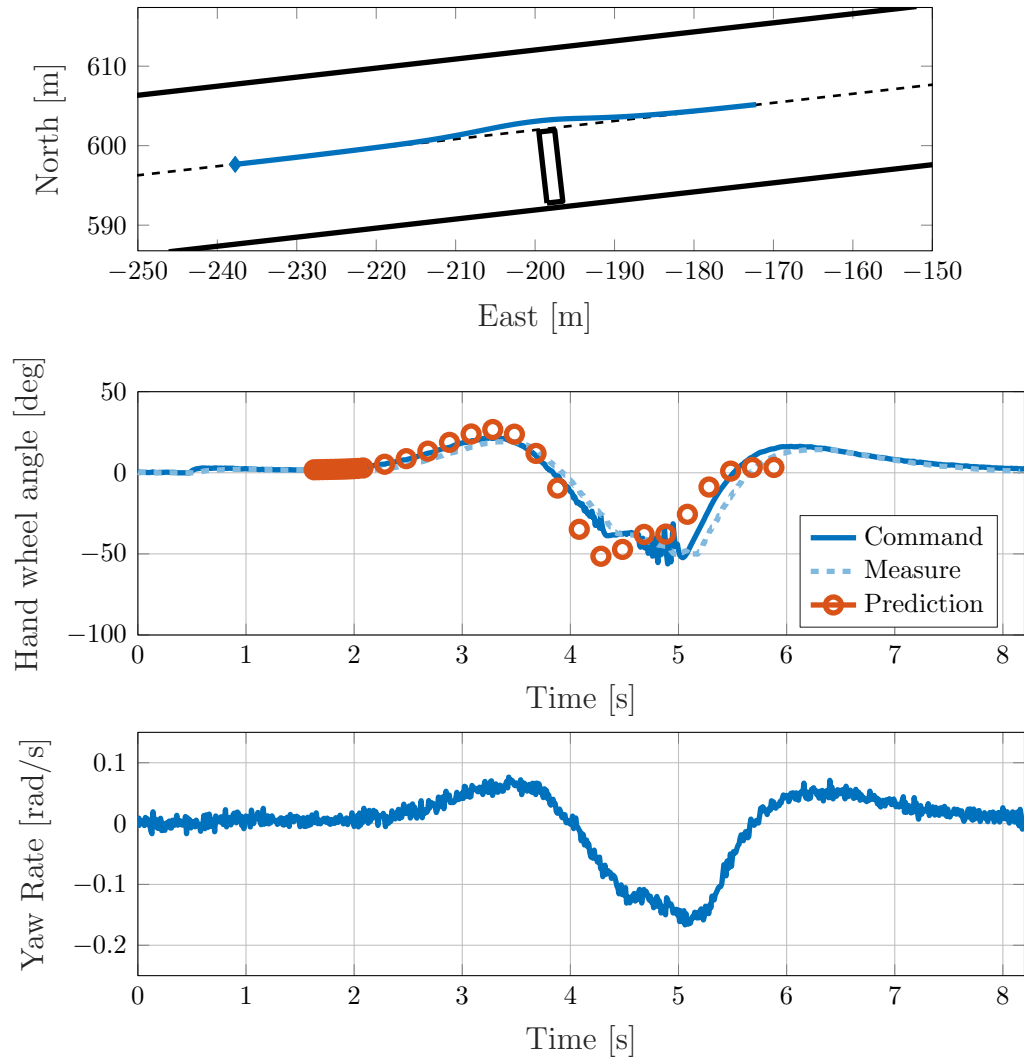 North [m]
610
600
590
−250 −240 −230 −220 −210 −200 −190 −180 −170 −160 −150
East [m]
Hand wheel angle [deg]
50
0
−50
−100
Command
Measure
Prediction
0 1 2 3 4 5 6 7 8
Time [s]
Yaw Rate [rad/s]
0.1
0
−0.1
−0.2
0 1 2 3 4 5 6 7 8
Time [s]